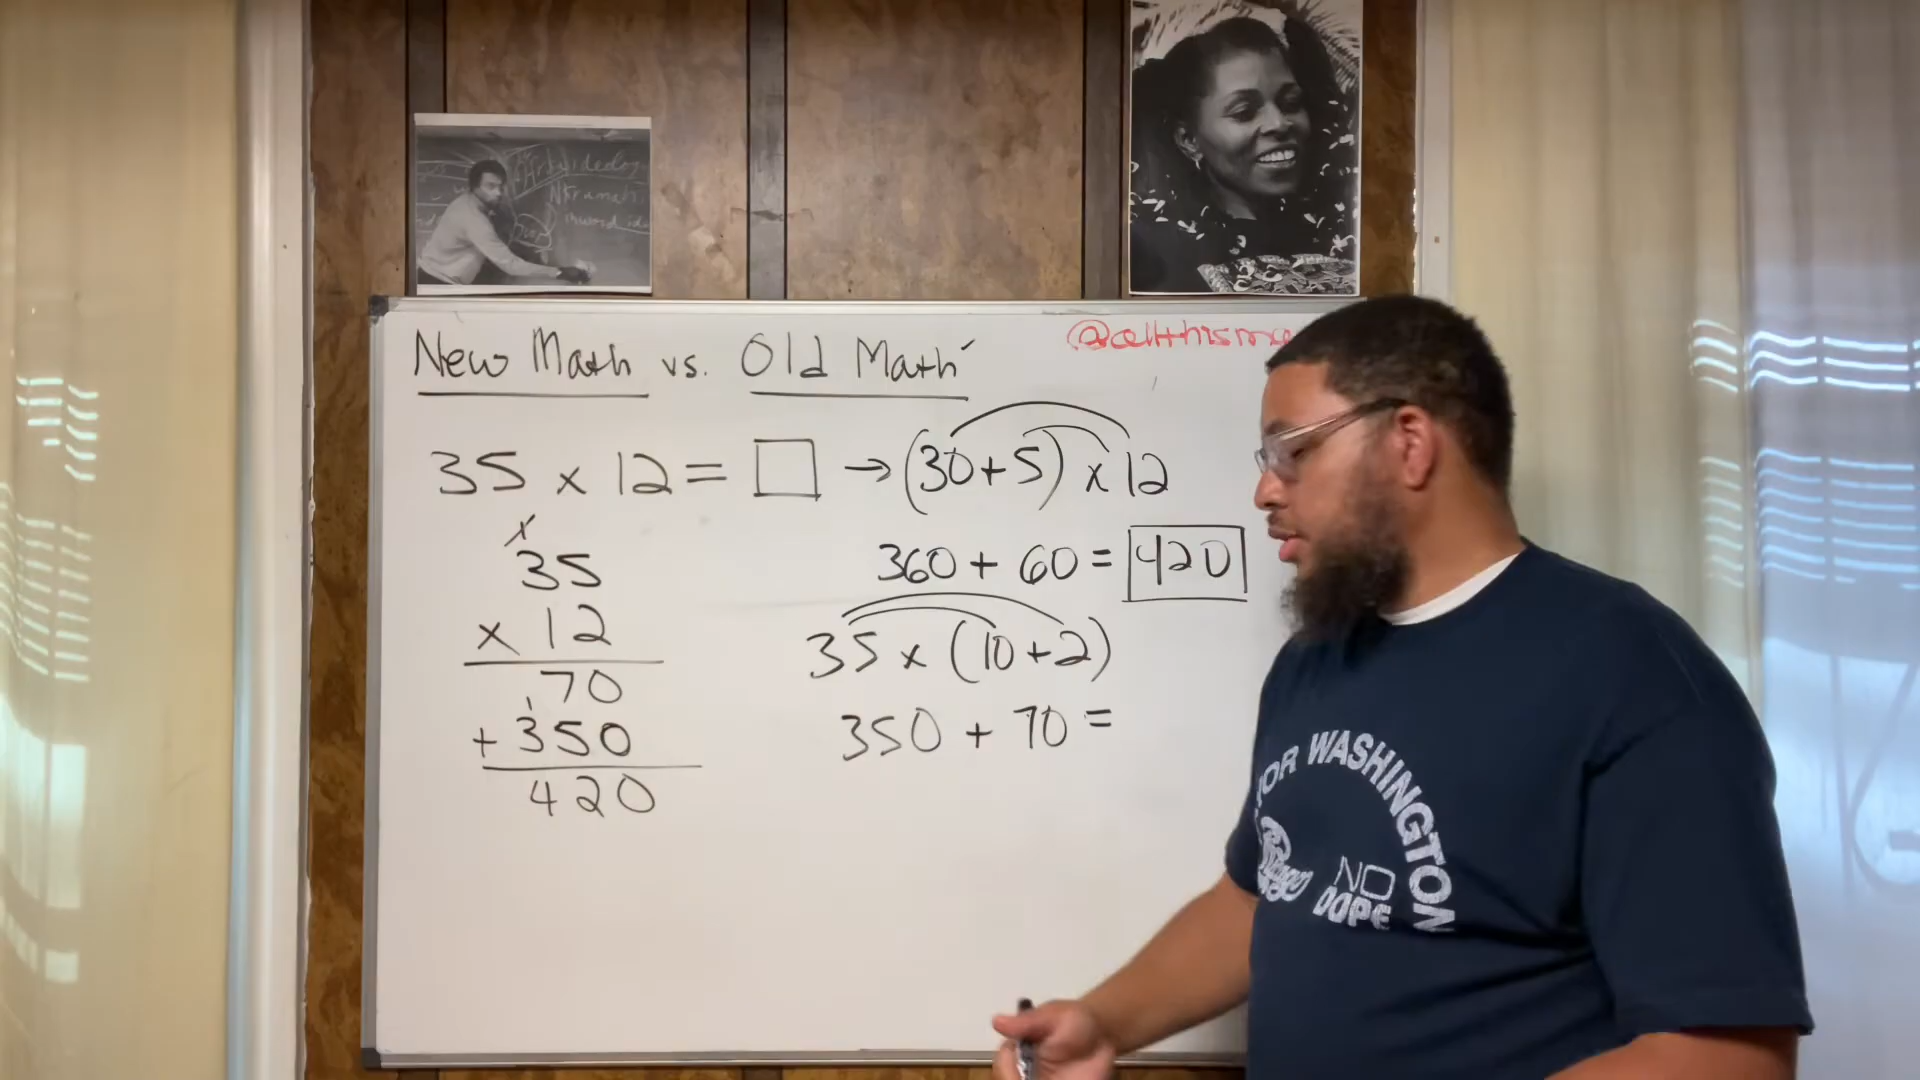 New Math vs. Old Math
35 x 12 = □ → (30+5) x 12
360 + 60 = 420
35 x (10+2)
350 + 70 =
35
x 12
70
+ 350
420
WASHINGTON
NO
DOPE